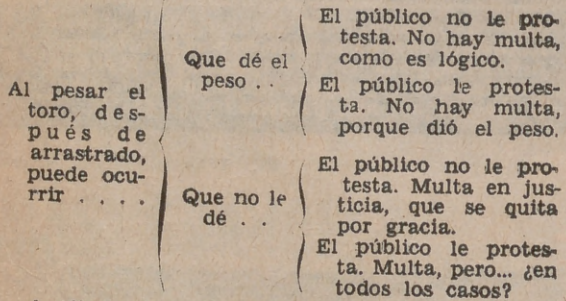 Al pesar el
toro, des-
pués de
arrastrado,
puede ocu-
rrir . . . .
Que dé el
peso . .
El público no le pro-
testa. No hay multa,
como es lógico.
El público le protes-
ta. No hay multa,
porque dió el peso.
Que no le
dé . .
El público no le pro-
testa. Multa en jus-
ticia, que se quita
por gracia.
El público le protes-
ta. Multa, pero... ¿en
todos los casos?